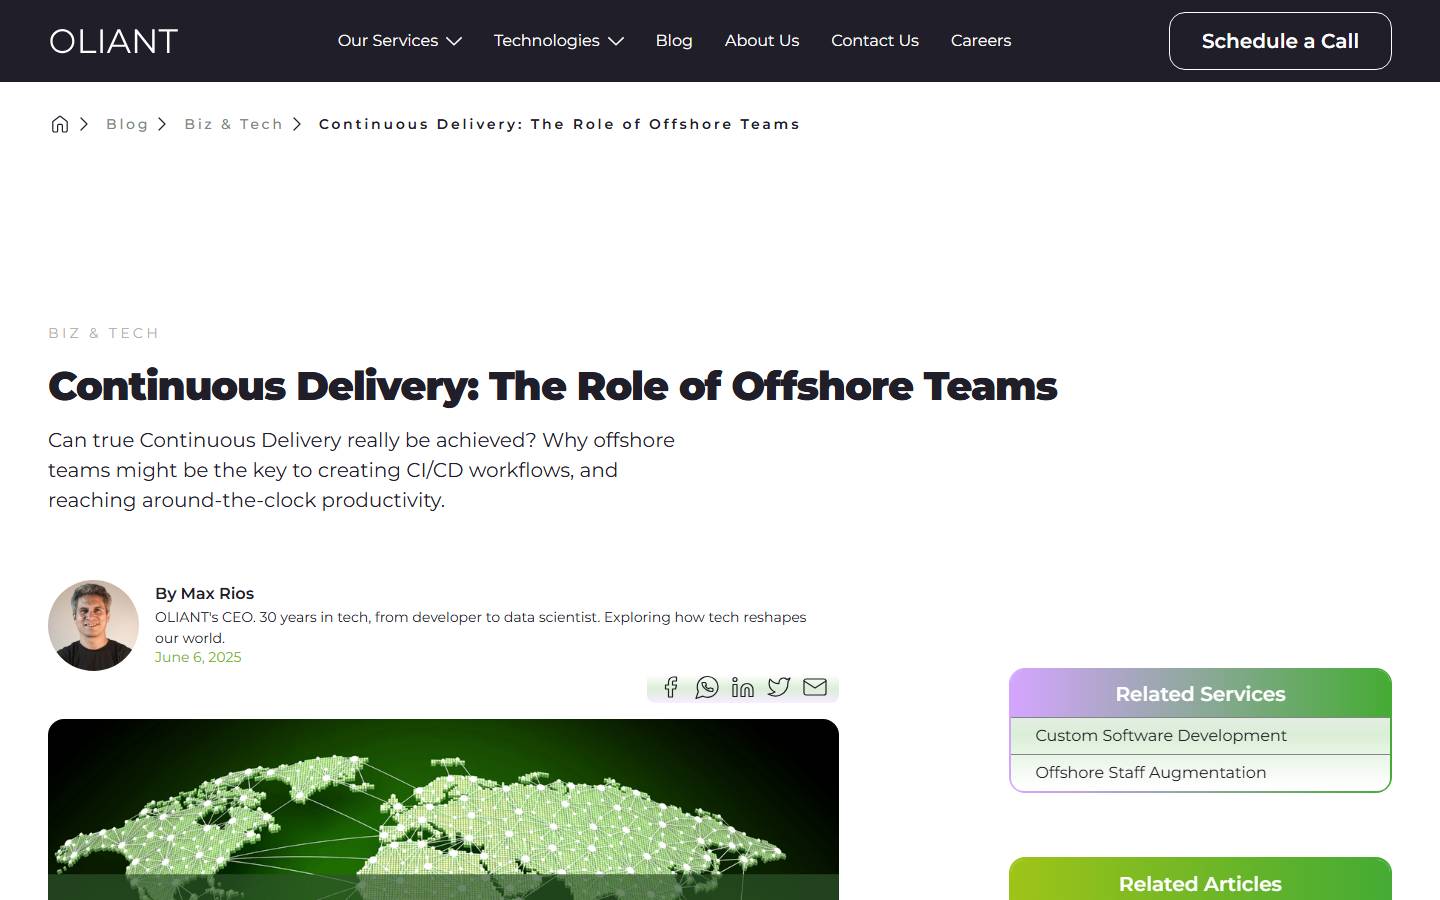 OLIANT
Our Services
Technologies
Blog
About Us
Contact Us
Careers
Schedule a Call
Blog
Biz & Tech
Continuous Delivery: The Role of Offshore Teams
BIZ & TECH
Continuous Delivery: The Role of Offshore Teams
Can true Continuous Delivery really be achieved? Why offshore
teams might be the key to creating CI/CD workflows, and
reaching around-the-clock productivity.
By Max Rios
OLIANT's CEO. 30 years in tech, from developer to data scientist. Exploring how tech reshapes
our world.
June 6, 2025
Related Services
Custom Software Development
Offshore Staff Augmentation
Related Articles